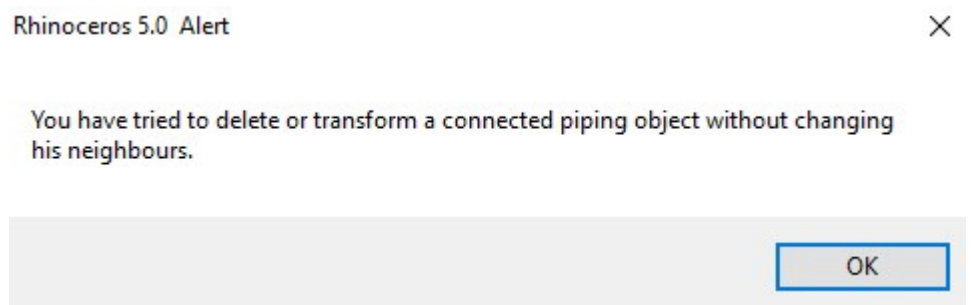 Rhinoceros 5.0 Alert
You have tried to delete or transform a connected piping object without changing
his neighbours.
OK